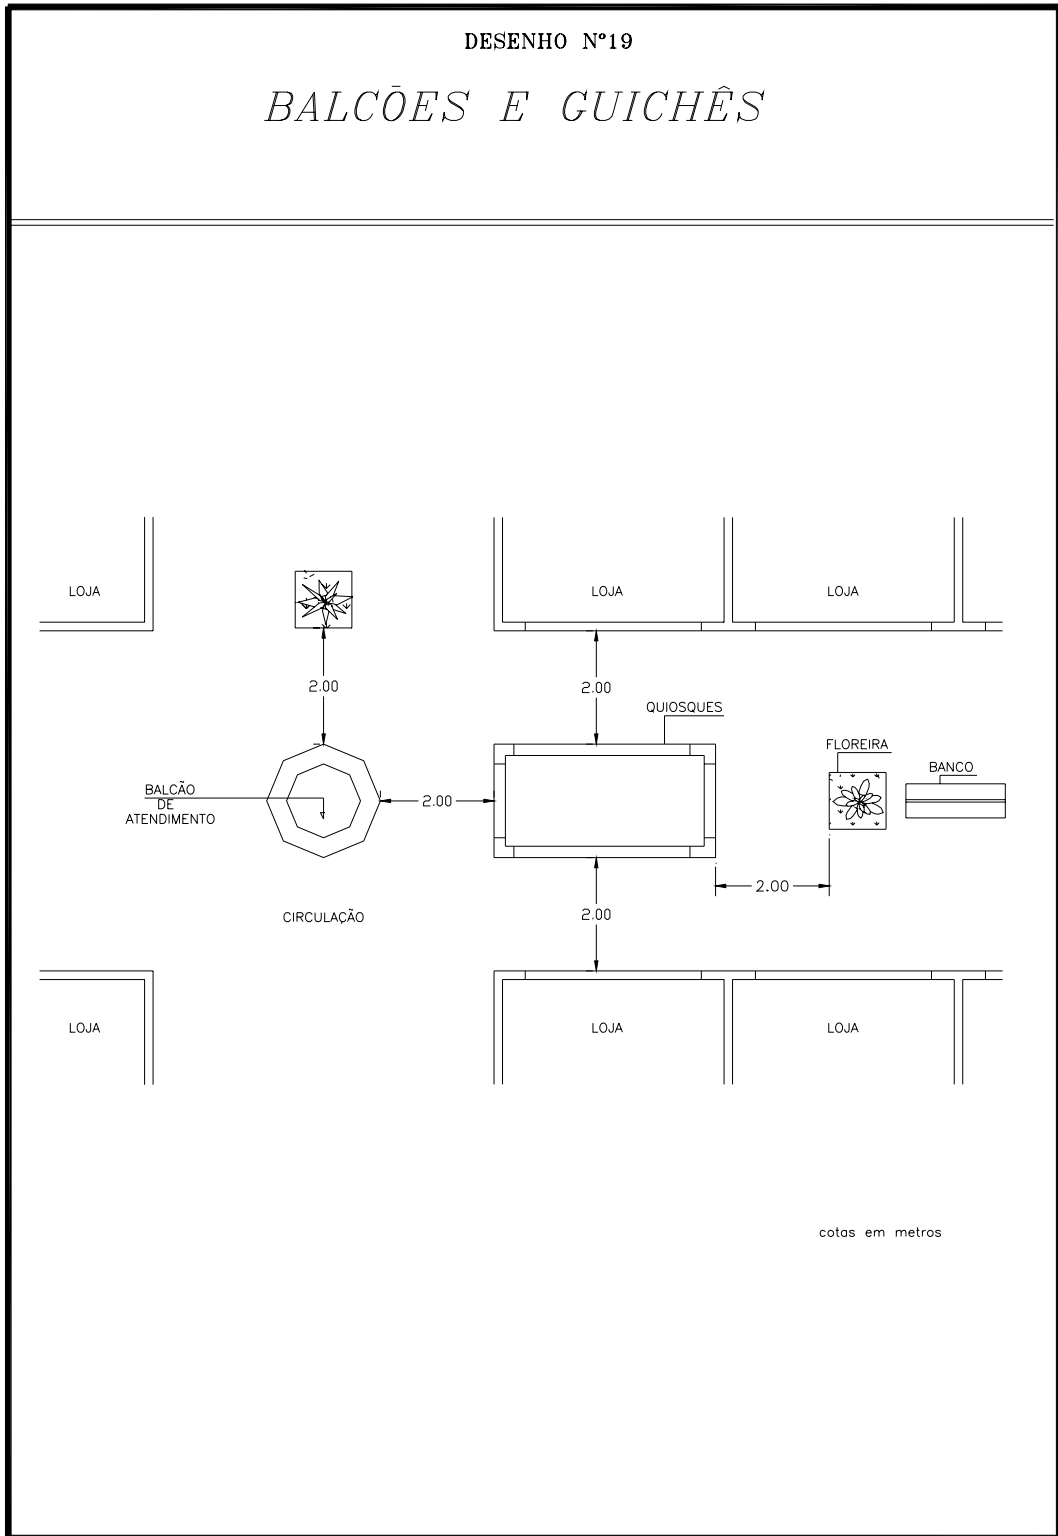 DESENHO Nº19
BALCÕES E GUICHÊS
LOJA
LOJA
LOJA
2.00
2.00
QUIOSQUES
FLOREIRA
BANCO
BALCÃO
DE
ATENDIMENTO
2.00
2.00
2.00
CIRCULAÇÃO
LOJA
LOJA
LOJA
cotas em metros